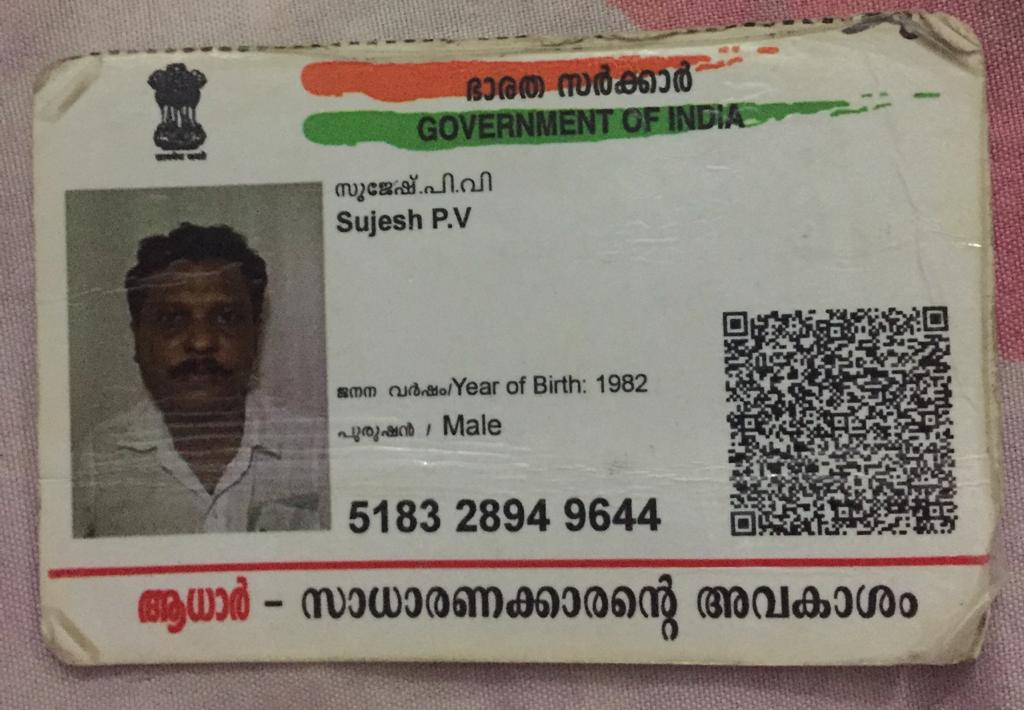 ഭാരത സർക്കാർ
GOVERNMENT OF INDIA
സുജേഷ്.പി.വി
Sujesh P.V
ജനന വർഷം/Year of Birth: 1982
പുരുഷൻ / Male
5183 2894 9644
ആധാർ - സാധാരണക്കാരന്റെ അവകാശം